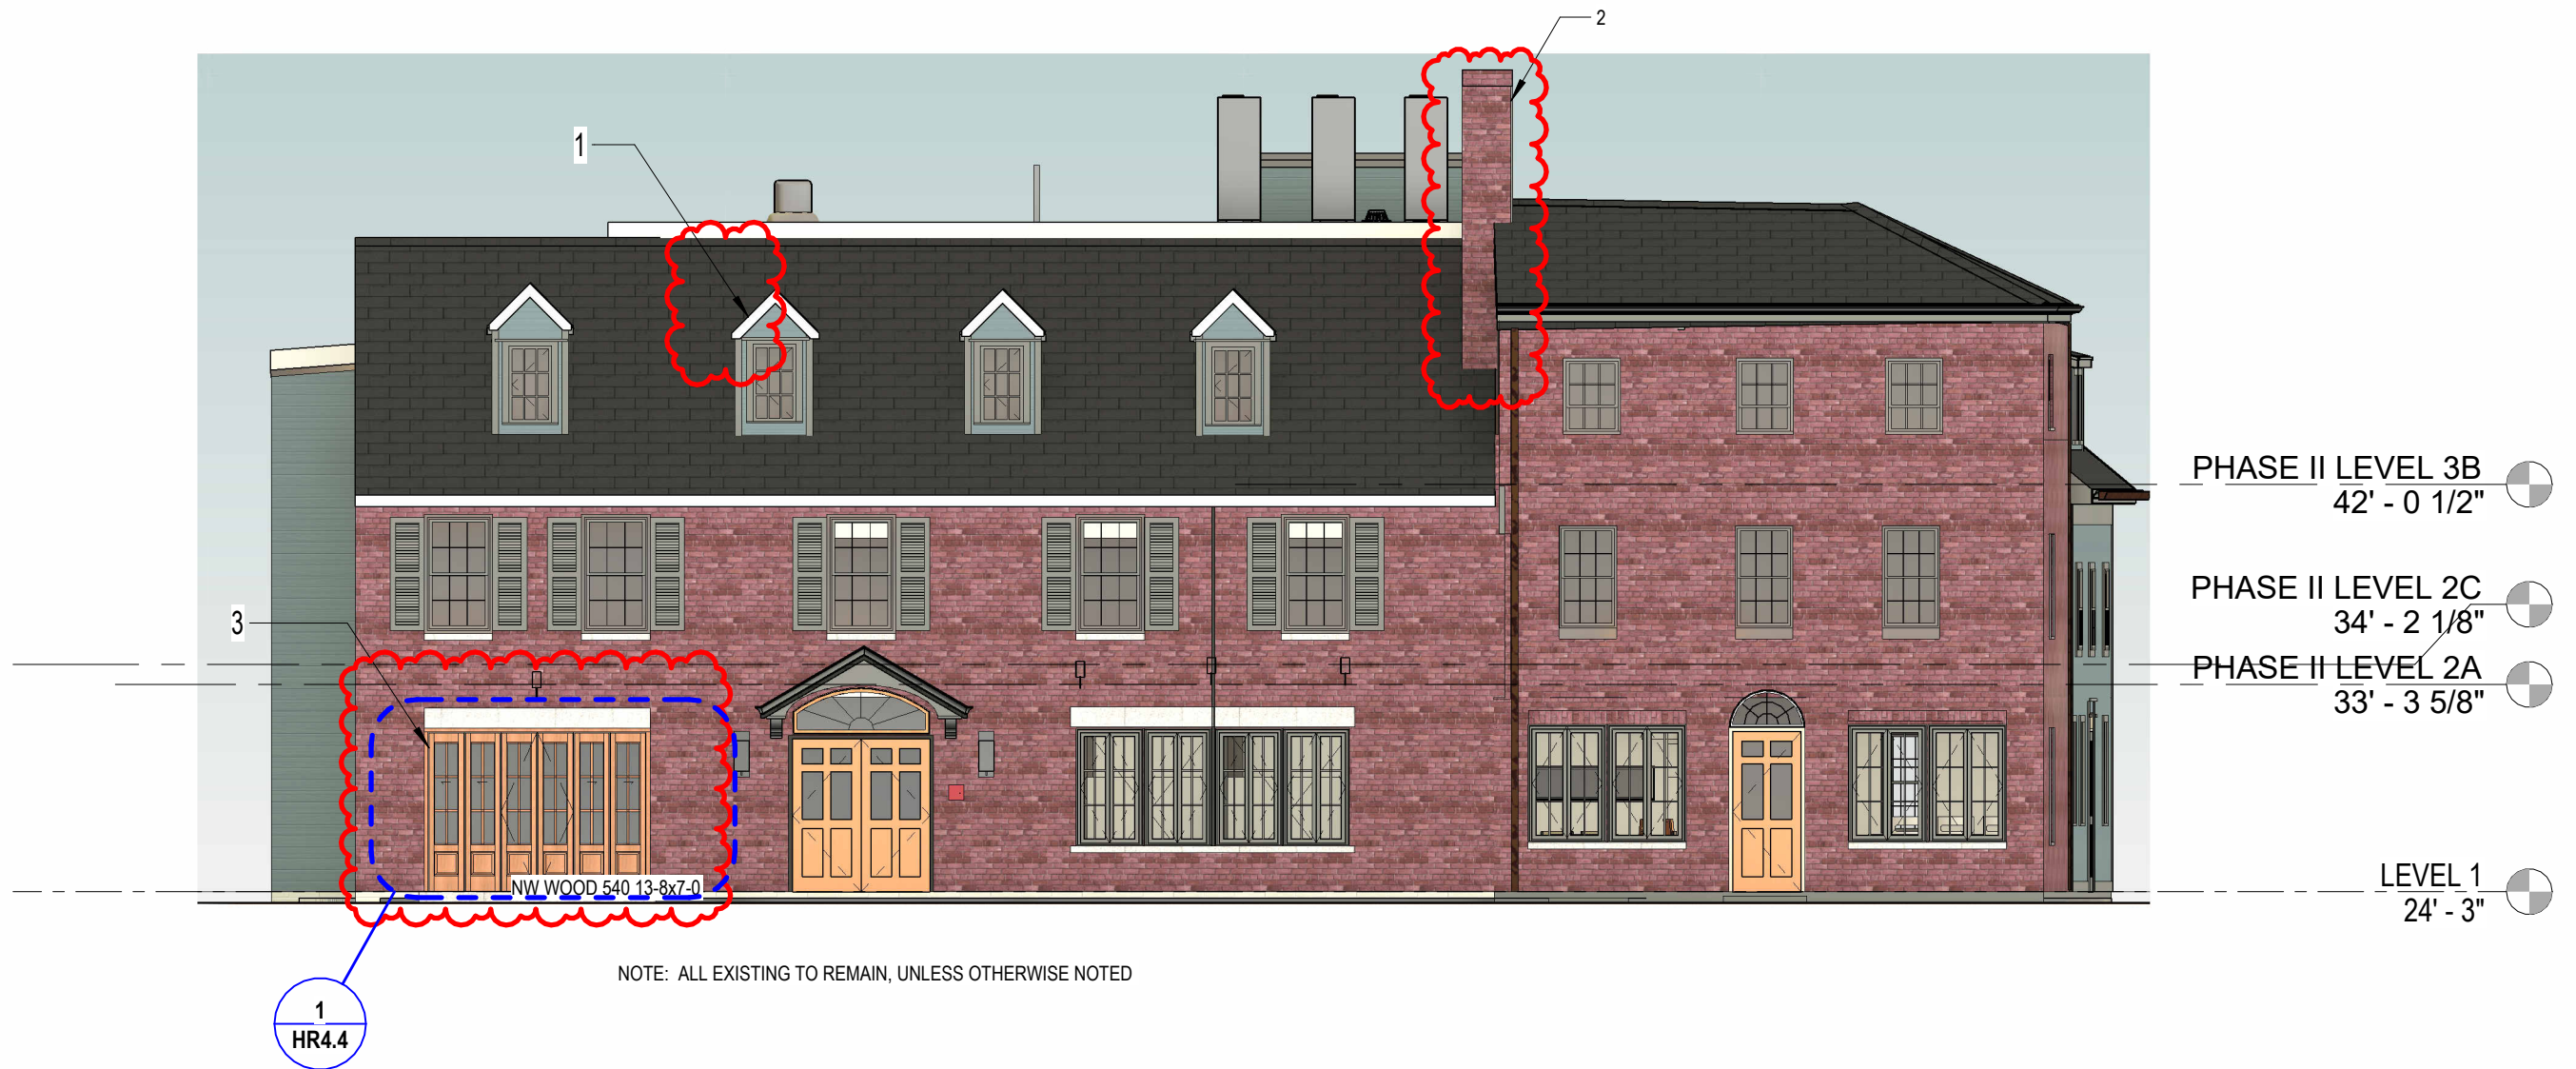 2
1
PHASE II LEVEL 3B
42' - 0 1/2"
PHASE II LEVEL 2C
34' - 2 1/8"
3
PHASE II LEVEL 2A
33' - 3 5/8"
LEVEL 1
24' - 3"
NW WOOD 540 13-8x7-0
NOTE: ALL EXISTING TO REMAIN, UNLESS OTHERWISE NOTED
1
HR4.4